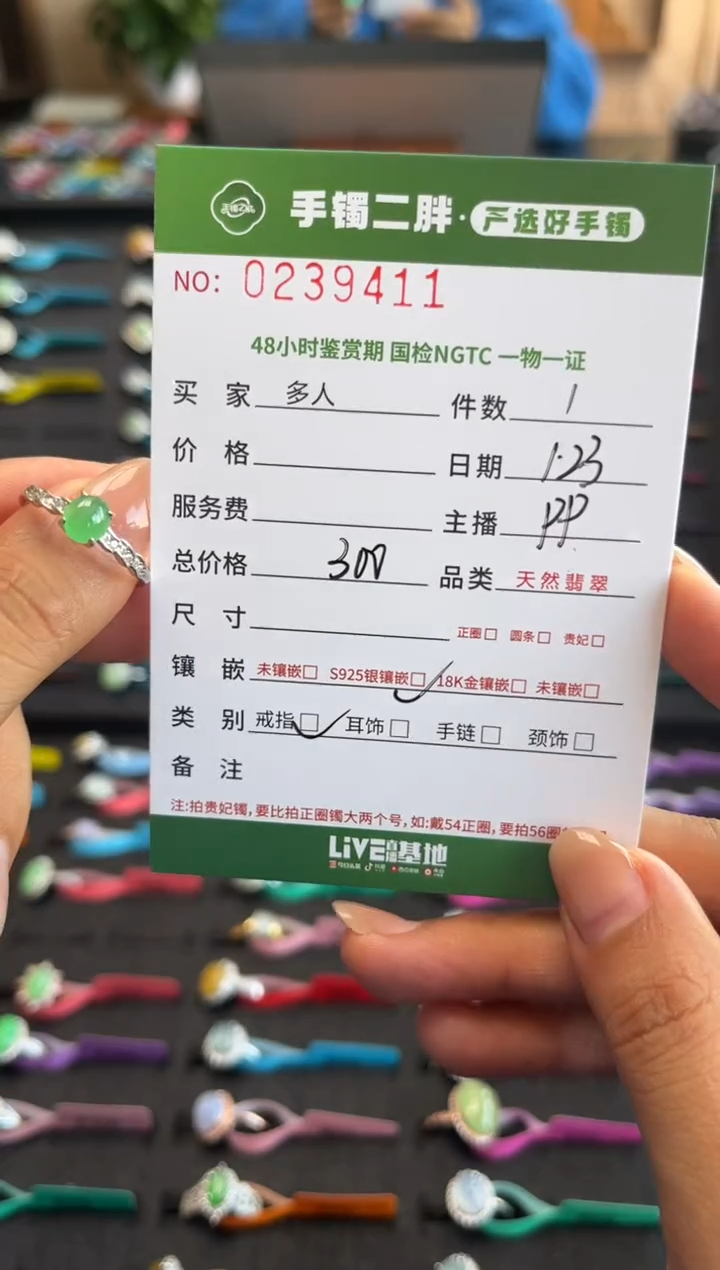 手镯二胖·严选好手镯
NO: 0239411
48小时鉴赏期 国检NGTC 一物一证
买 家 多人 件数 1
价 格 日期 1.23
服务费 主播 PP
总价格 300 品类 天然翡翠
尺 寸 正圈□ 圆条□ 贵妃□
镶 嵌 未镶嵌□ S925银镶嵌□ 18K金镶嵌□ 未镶嵌□
类 别 戒指□ 耳饰□ 手链□ 颈饰□
备 注
注:拍贵妃镯,要比拍正圈镯大两个号,如:戴54正圈,要拍56圈
LiVE直播基地